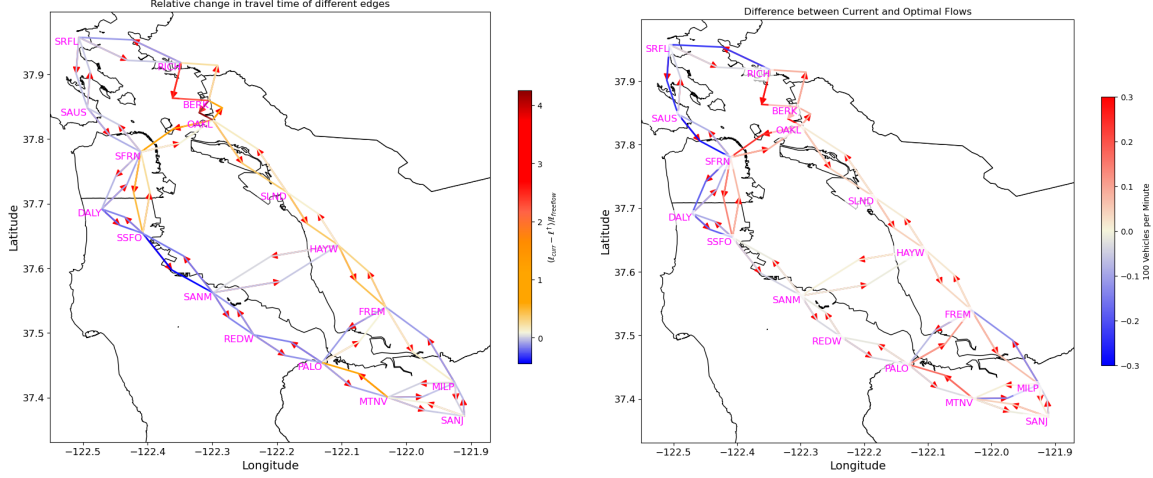 Relative change in travel time of different edges
SRFL
RICH
BERK
SAUS
OAKL
SFRN
SLND
DALY
SSFO
HAYW
SANM
FREM
REDW
PALO
MILP
MTNV
SANJ
37.9
37.8
37.7
37.6
37.5
37.4
Latitude
−122.5
−122.4
−122.3
−122.2
−122.1
−122.0
−121.9
Longitude
4
3
2
1
0
Difference between Current and Optimal Flows
SRFL
RICH
BERK
SAUS
OAKL
SFRN
SLND
DALY
SSFO
HAYW
SANM
FREM
REDW
PALO
MILP
MTNV
SANJ
37.9
37.8
37.7
37.6
37.5
37.4
Latitude
−122.5
−122.4
−122.3
−122.2
−122.1
−122.0
−121.9
Longitude
0.3
0.2
0.1
0.0
−0.1
−0.2
−0.3
100 Vehicles per Minute